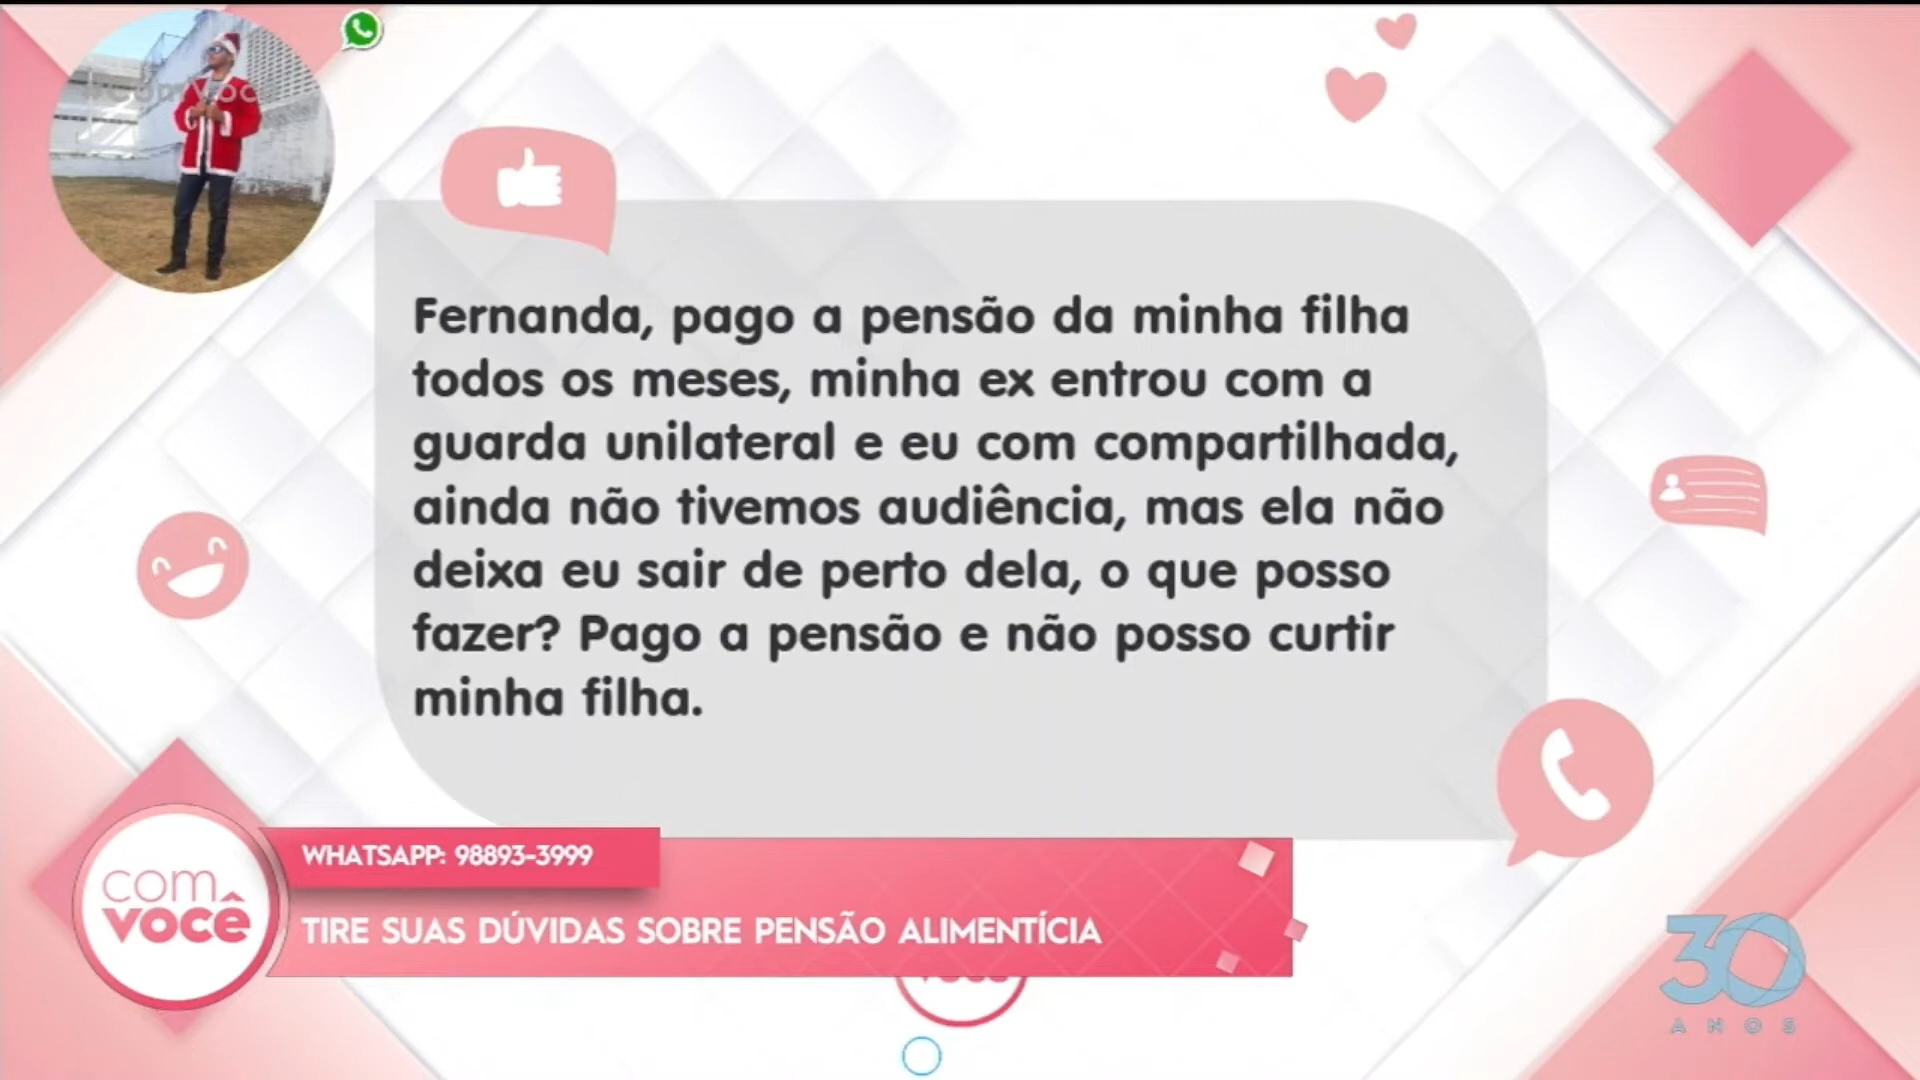 #ComVocê
Fernanda, pago a pensão da minha filha
todos os meses, minha ex entrou com a
guarda unilateral e eu com compartilhada,
ainda não tivemos audiência, mas ela não
deixa eu sair de perto dela, o que posso
fazer? Pago a pensão e não posso curtir
minha filha.
WHATSAPP: 98893-3999
com
você
TIRE SUAS DÚVIDAS SOBRE PENSÃO ALIMENTÍCIA
30
ANOS